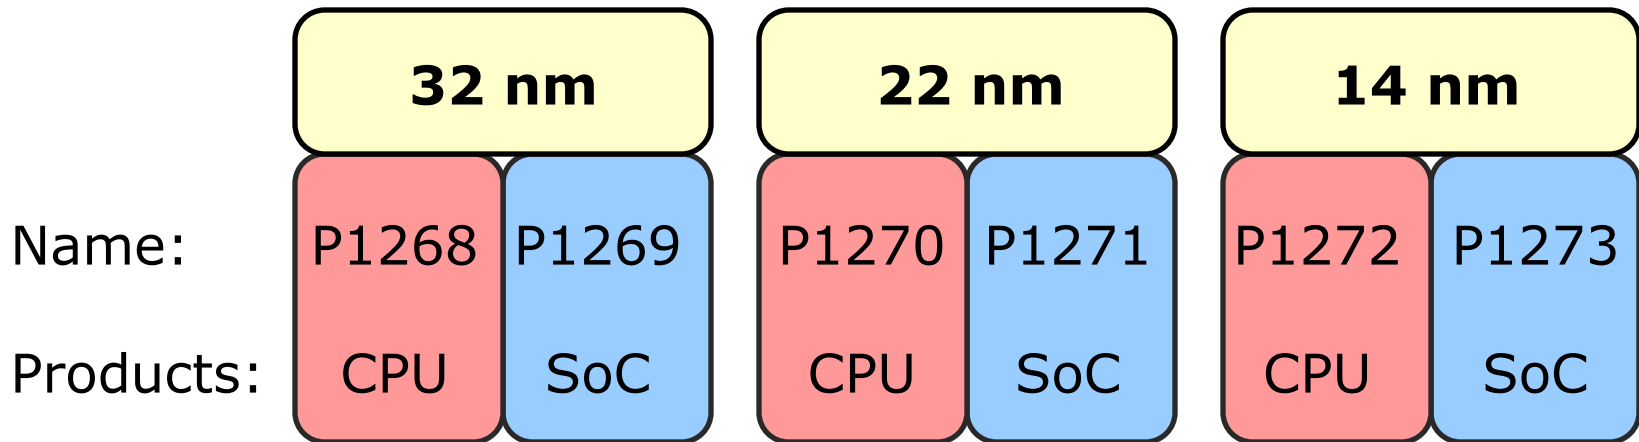 32 nm 22 nm 14 nm
Name: P1268 P1269 P1270 P1271 P1272 P1273
Products: CPU SoC CPU SoC CPU SoC